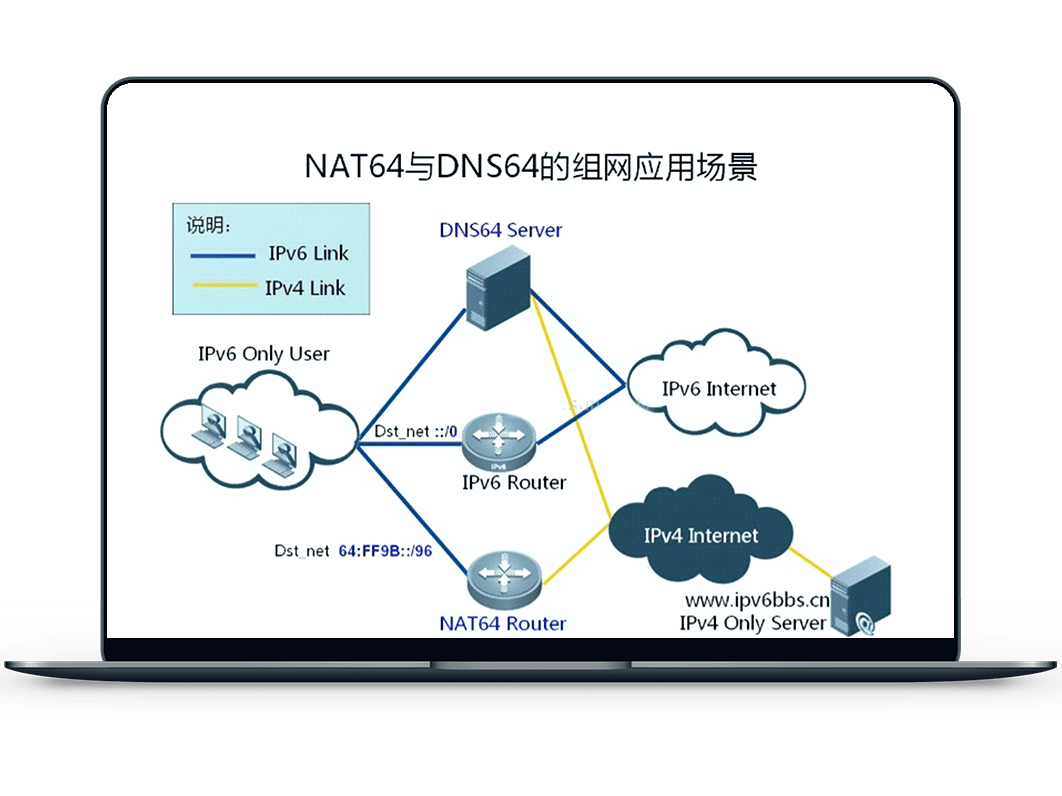 NAT64与DNS64的组网应用场景
说明:
IPv6 Link
IPv4 Link
DNS64 Server
IPv6 Only User
IPv6 Internet
Dst_net ::/0
IPv6
IPv6 Router
IPv4 Internet
Dst_net 64:FF9B::/96
www.ipv6bbs.cn
IPv4 Only Server
@
NAT64 Router